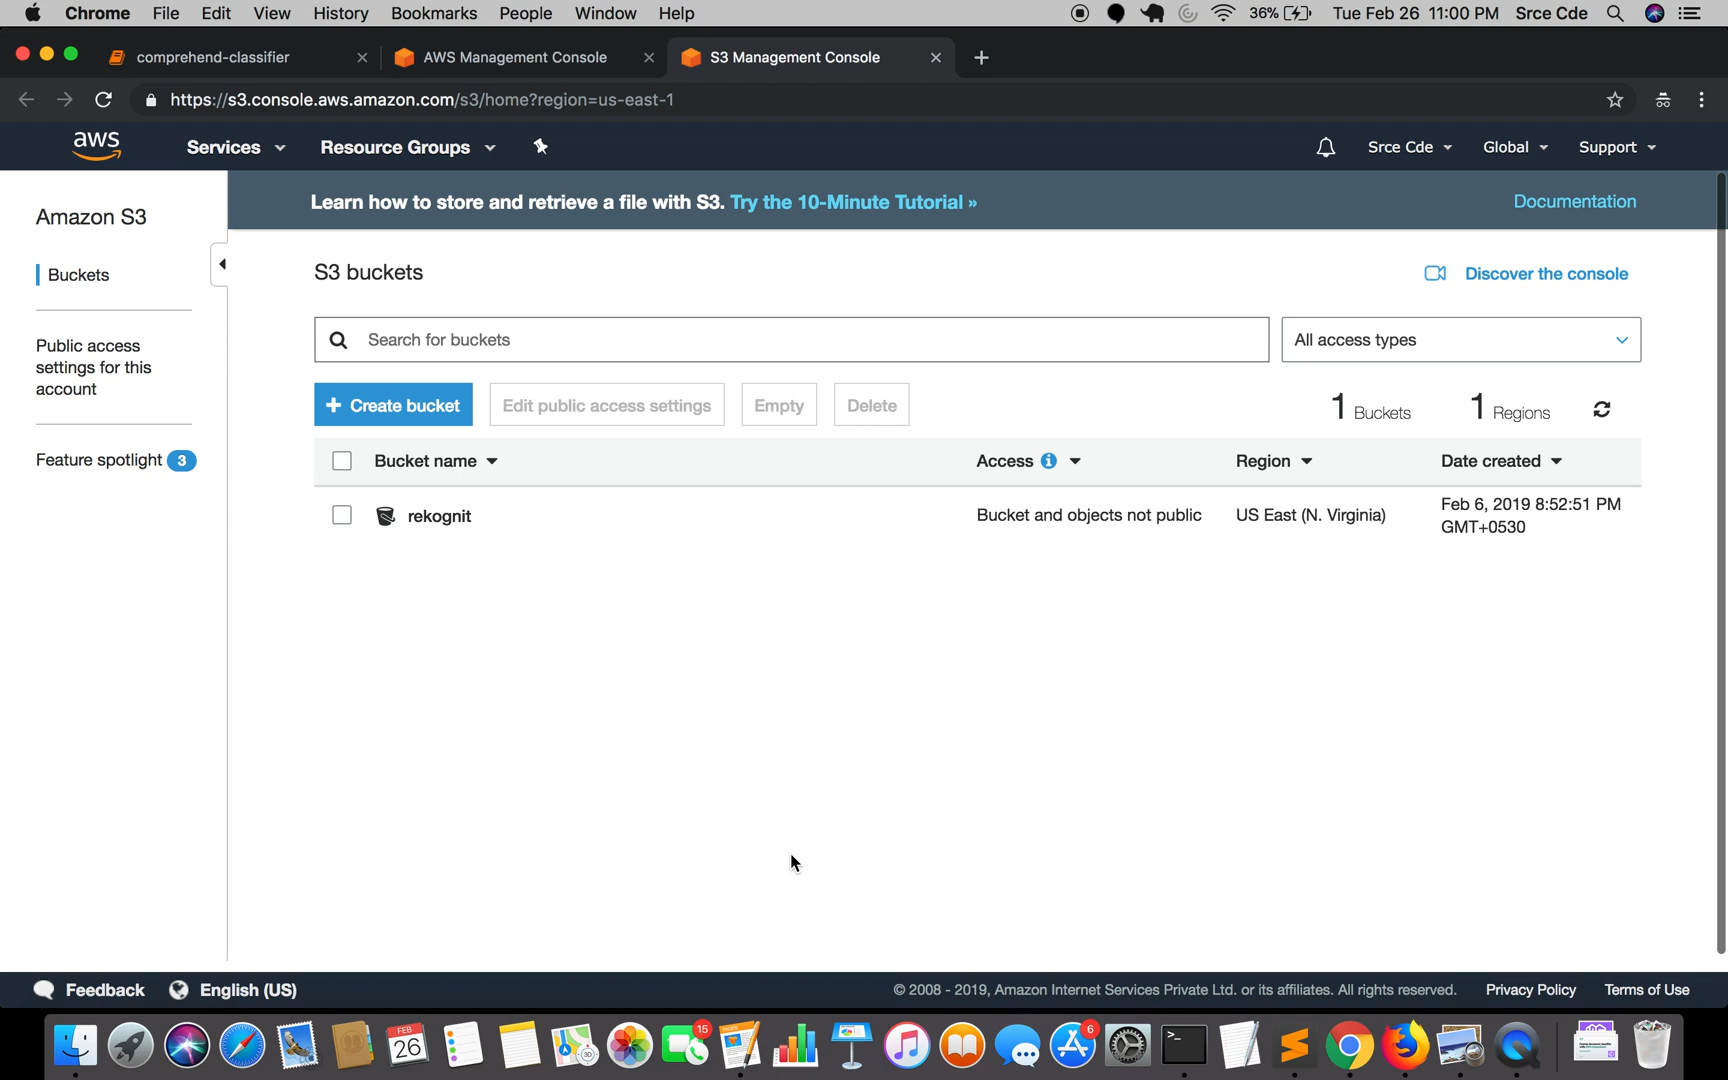 Chrome File Edit View History Bookmarks People Window Help 36% Tue Feb 26 11:00 PM Srce Cde
comprehend-classifier AWS Management Console S3 Management Console
https://s3.console.aws.amazon.com/s3/home?region=us-east-1
aws Services Resource Groups Srce Cde Global Support
Amazon S3
Buckets
Public access
settings for this
account
Feature spotlight 3
Learn how to store and retrieve a file with S3. Try the 10-Minute Tutorial » Documentation
S3 buckets Discover the console
Search for buckets All access types
+ Create bucket Edit public access settings Empty Delete 1 Buckets 1 Regions
Bucket name Access Region Date created
rekognit Bucket and objects not public US East (N. Virginia) Feb 6, 2019 8:52:51 PM
GMT+0530
Feedback English (US) © 2008 - 2019, Amazon Internet Services Private Ltd. or its affiliates. All rights reserved. Privacy Policy Terms of Use
FEB
26
15
6